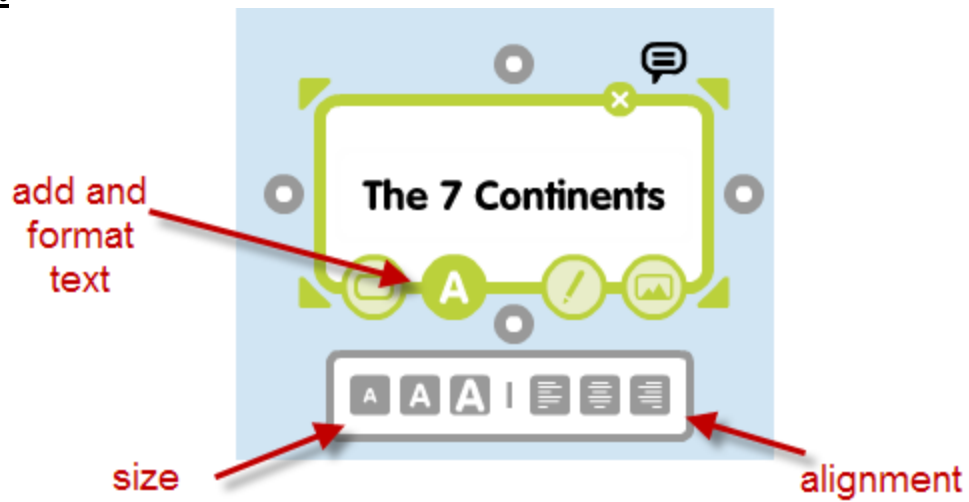 The 7 Continents
add and
format
text
A
A A A
size
alignment